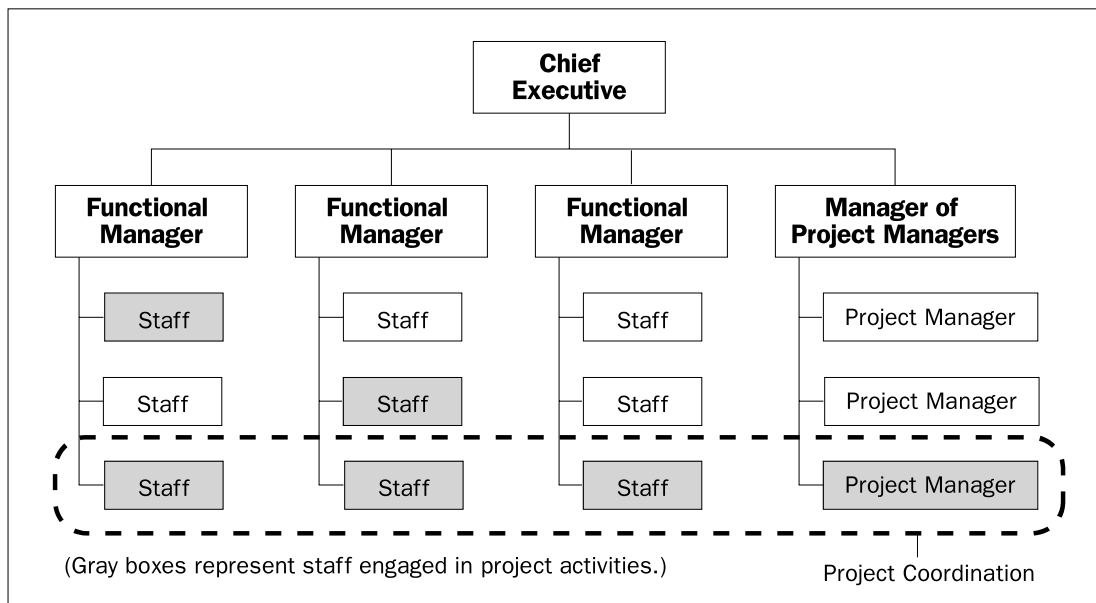 Chief
Executive
Functional
Manager
Functional
Manager
Functional
Manager
Manager of
Project Managers
Staff
Staff
Staff
Project Manager
Staff
Staff
Staff
Project Manager
Staff
Staff
Staff
Project Manager
(Gray boxes represent staff engaged in project activities.)
Project Coordination